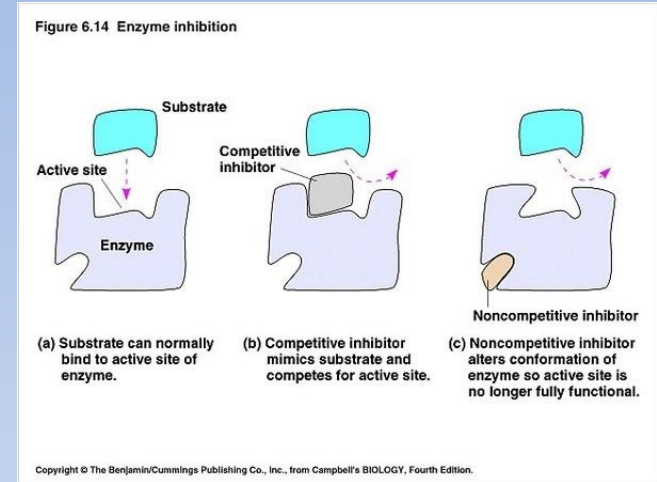 Figure 6.14 Enzyme inhibition
Substrate
Active site
Enzyme
Competitive
inhibitor
Noncompetitive inhibitor
(a) Substrate can normally
bind to active site of
enzyme.
(b) Competitive inhibitor
mimics substrate and
competes for active site.
(c) Noncompetitive inhibitor
alters conformation of
enzyme so active site is
no longer fully functional.
Copyright © The Benjamin/Cummings Publishing Co., Inc., from Campbell's BIOLOGY, Fourth Edition.